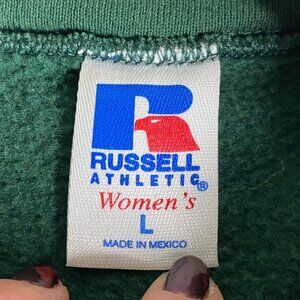 R
RUSSELL
ATHLETIC®
Women's
L
MADE IN MEXICO